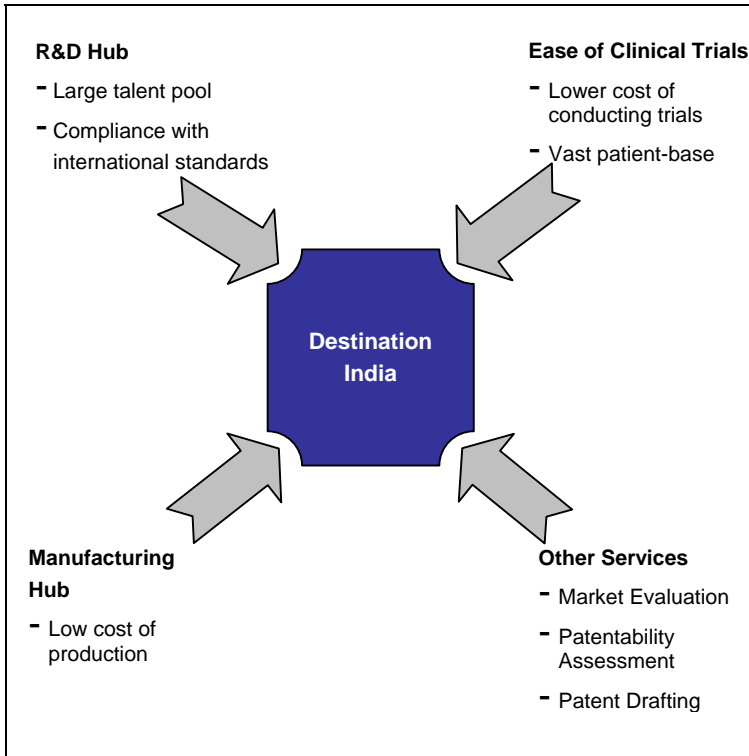 R&D Hub
- Large talent pool
- Compliance with
international standards
Ease of Clinical Trials
- Lower cost of
conducting trials
- Vast patient-base
Destination
India
Manufacturing
Hub
- Low cost of
production
Other Services
- Market Evaluation
- Patentability
Assessment
- Patent Drafting